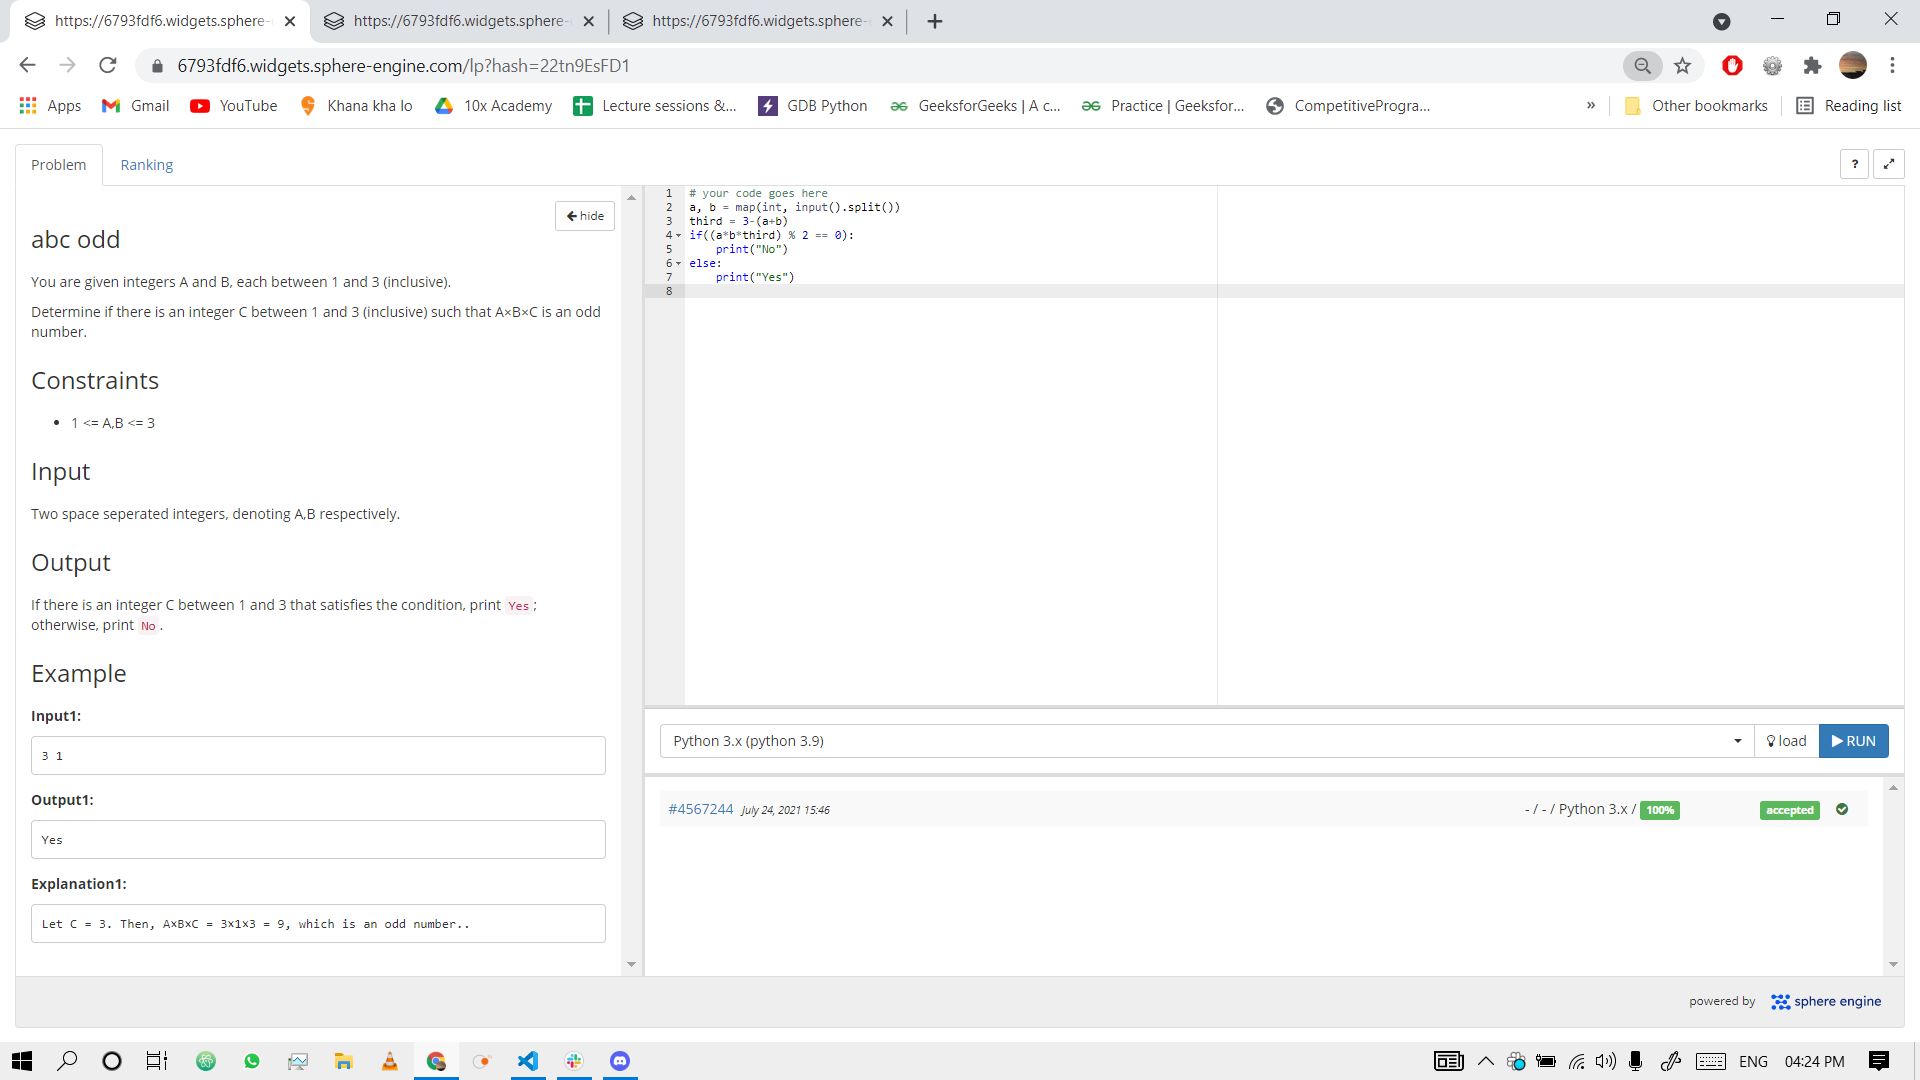 https://6793fdf6.widgets.sphere-
https://6793fdf6.widgets.sphere-
https://6793fdf6.widgets.sphere-
6793fdf6.widgets.sphere-engine.com/lp?hash=22tn9EsFD1
Apps Gmail YouTube Khana kha lo 10x Academy Lecture sessions &... GDB Python GeeksforGeeks | A c... Practice | Geeksfor... CompetitiveProgra... » Other bookmarks Reading list
Problem Ranking
?
hide
abc odd
You are given integers A and B, each between 1 and 3 (inclusive).
Determine if there is an integer C between 1 and 3 (inclusive) such that A×B×C is an odd
number.
Constraints
• 1 <= A,B <= 3
Input
Two space seperated integers, denoting A,B respectively.
Output
If there is an integer C between 1 and 3 that satisfies the condition, print Yes ;
otherwise, print No .
Example
Input1:
3 1
Output1:
Yes
Explanation1:
Let C = 3. Then, A×B×C = 3×1×3 = 9, which is an odd number..
1 # your code goes here
2 a, b = map(int, input().split())
3 third = 3-(a+b)
4 if((a*b*third) % 2 == 0):
5 print("No")
6 else:
7 print("Yes")
8
Python 3.x (python 3.9)
load
RUN
#4567244 July 24, 2021 15:46 - / - / Python 3.x / 100% accepted
powered by sphere engine
ENG 04:24 PM